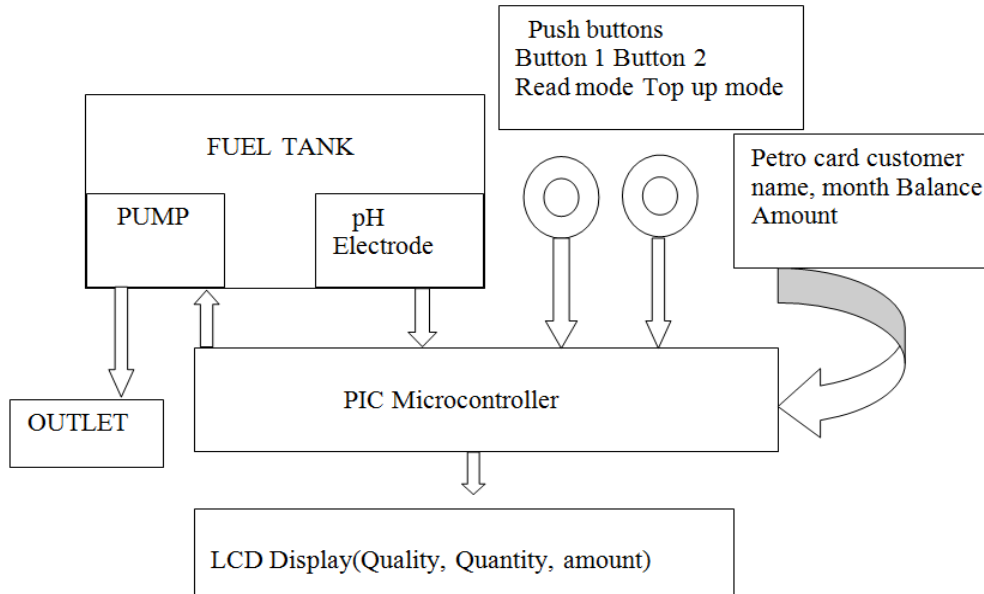 Push buttons
Button 1 Button 2
Read mode Top up mode
FUEL TANK
Petro card customer
name, month Balance
Amount
PUMP
pH
Electrode
PIC Microcontroller
OUTLET
LCD Display(Quality, Quantity, amount)